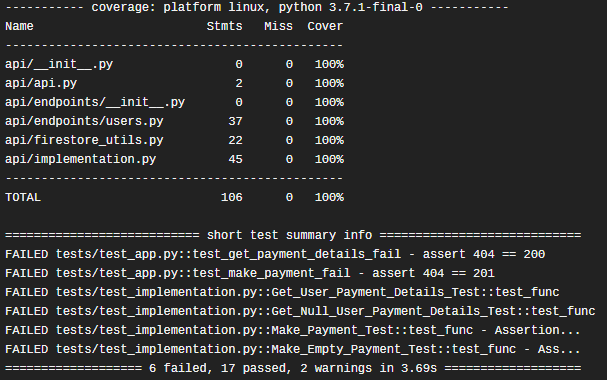 ----------- coverage: platform linux, python 3.7.1-final-0 -----------
Name                         Stmts   Miss  Cover
-----------------------------------------------
api/__init__.py                  0      0   100%
api/api.py                       2      0   100%
api/endpoints/__init__.py        0      0   100%
api/endpoints/users.py          37      0   100%
api/firestore_utils.py          22      0   100%
api/implementation.py           45      0   100%
-----------------------------------------------
TOTAL                          106      0   100%
=========================== short test summary info ============================
FAILED tests/test_app.py::test_get_payment_details_fail - assert 404 == 200
FAILED tests/test_app.py::test_make_payment_fail - assert 404 == 201
FAILED tests/test_implementation.py::Get_User_Payment_Details_Test::test_func
FAILED tests/test_implementation.py::Get_Null_User_Payment_Details_Test::test_func
FAILED tests/test_implementation.py::Make_Payment_Test::test_func - Assertion...
FAILED tests/test_implementation.py::Make_Empty_Payment_Test::test_func - Ass...
=================== 6 failed, 17 passed, 2 warnings in 3.69s ===================